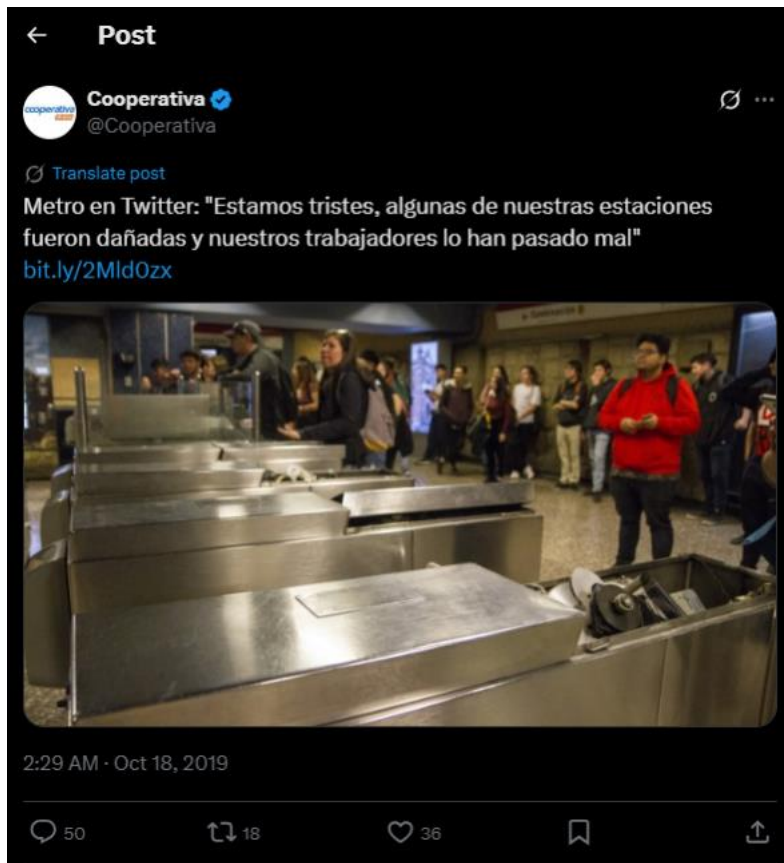 Post
cooperativa
Cooperativa
@Cooperativa
Translate post
Metro en Twitter: "Estamos tristes, algunas de nuestras estaciones
fueron dañadas y nuestros trabajadores lo han pasado mal"
bit.ly/2Mld0zx
2:29 AM · Oct 18, 2019
50
18
36